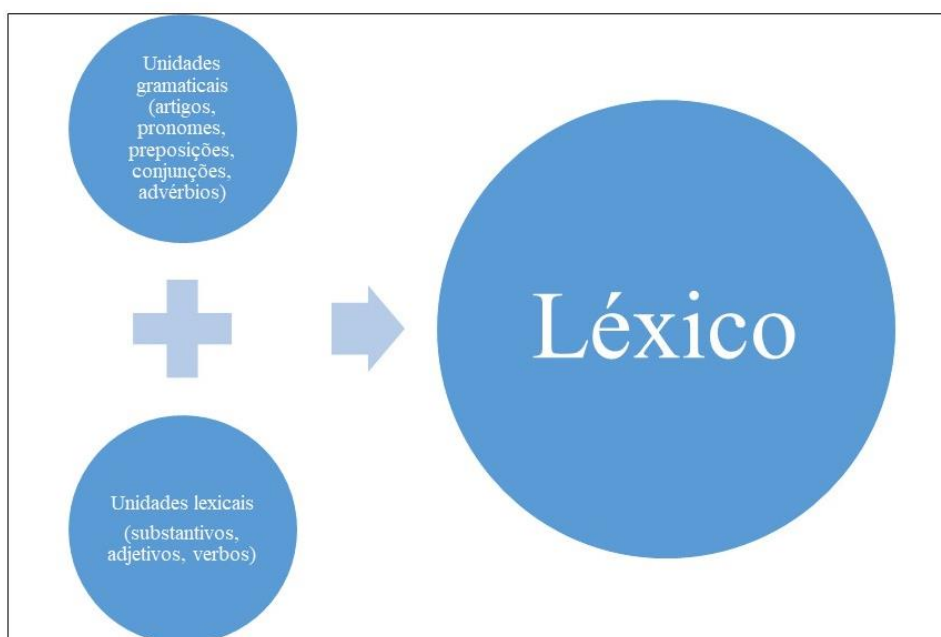 Unidades
gramaticais
(artigos,
pronomes,
preposições,
conjunções,
advérbios)
Unidades lexicais
(substantivos,
adjetivos, verbos)
Léxico